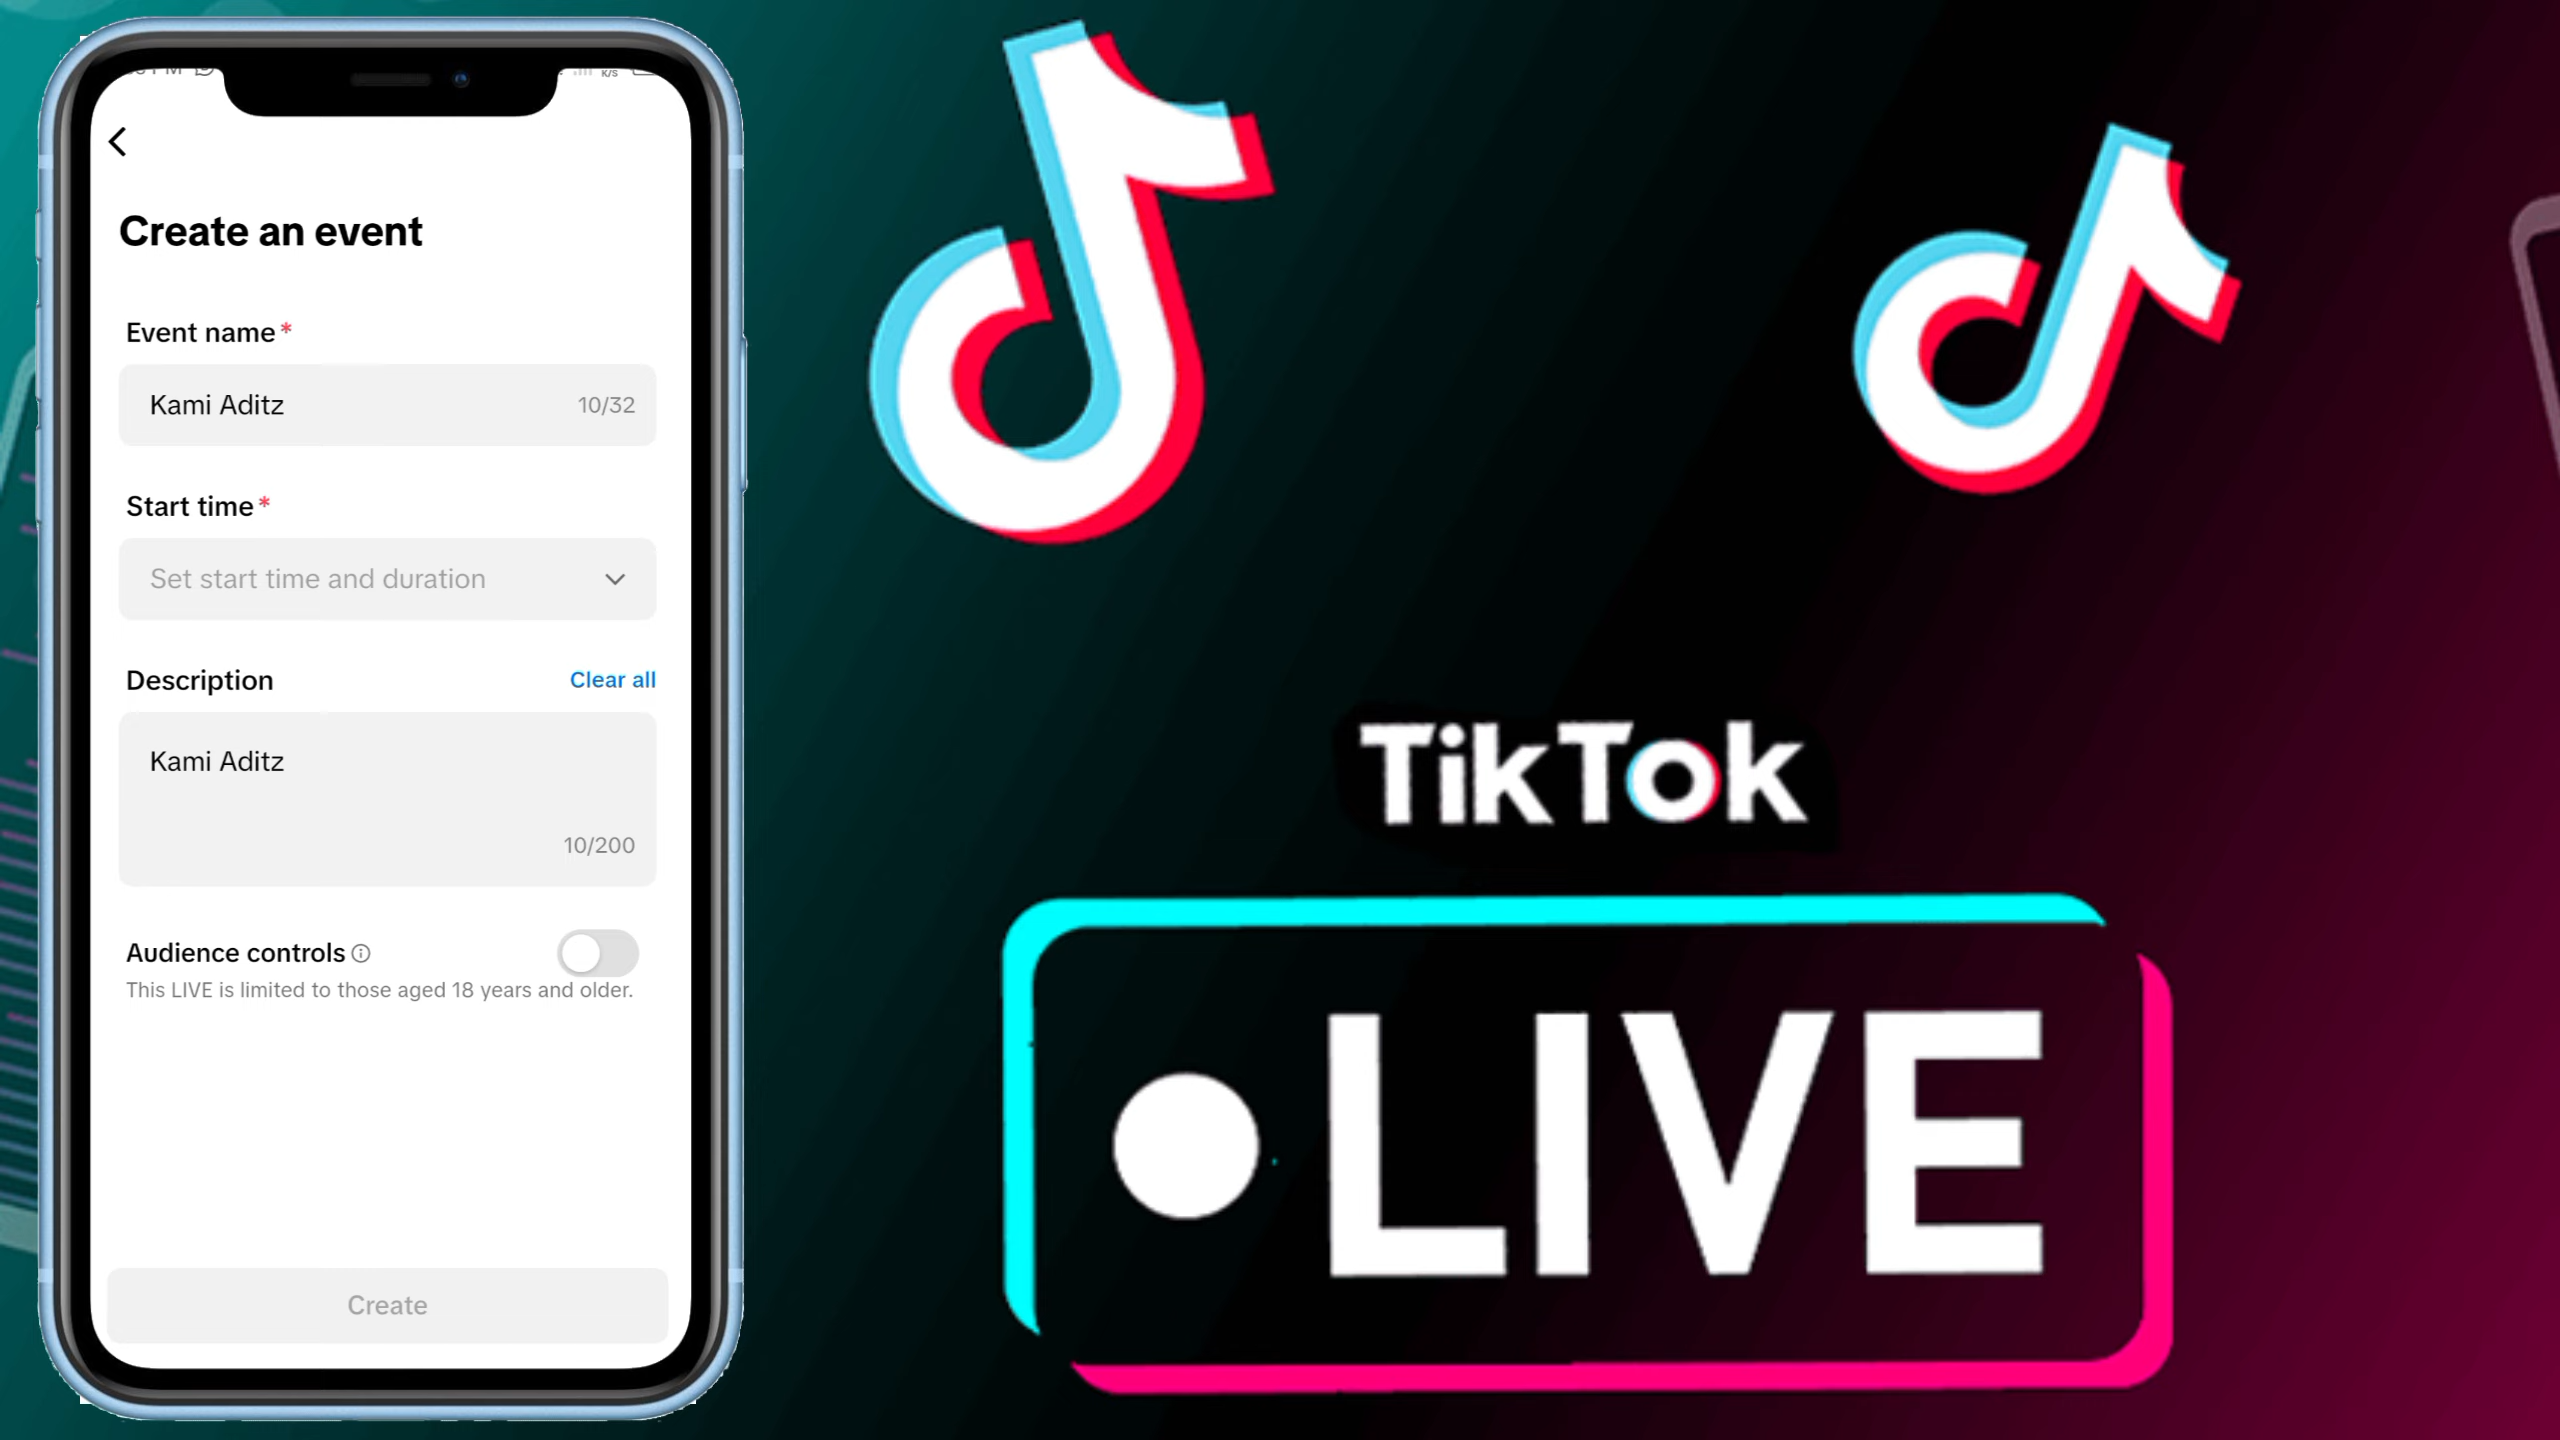 K/S
Create an event
Event name*
Kami Aditz
10/32
Start time*
Set start time and duration
Description
Clear all
Kami Aditz
10/200
Audience controls
This LIVE is limited to those aged 18 years and older.
Create
TikTok
LIVE